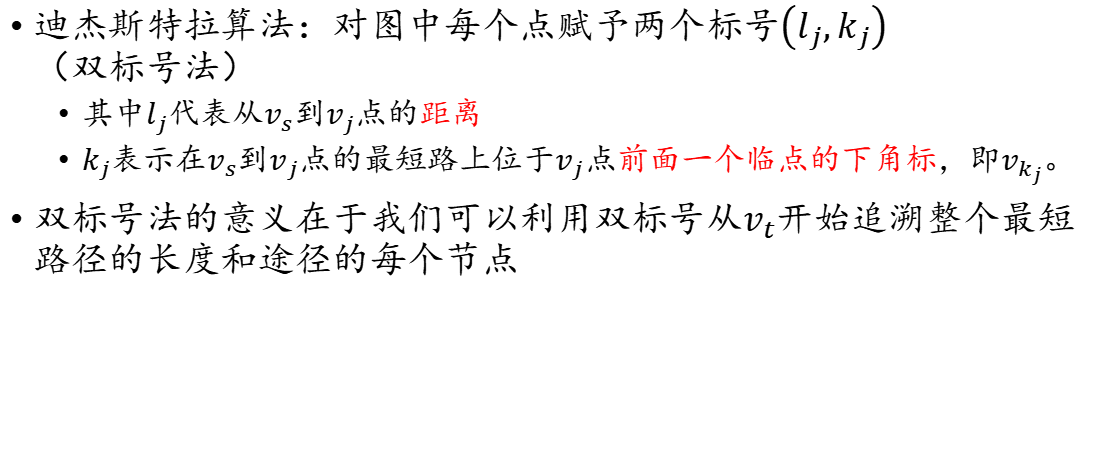 • 迪杰斯特拉算法：对图中每个点赋予两个标号(l_j, k_j)
（双标号法）
• 其中l_j代表从v_s到v_j点的距离
• k_j表示在v_s到v_j点的最短路上位于v_j点前面一个临点的下角标，即v_{k_j}。
• 双标号法的意义在于我们可以利用双标号从v_t开始追溯整个最短
路径的长度和途径的每个节点